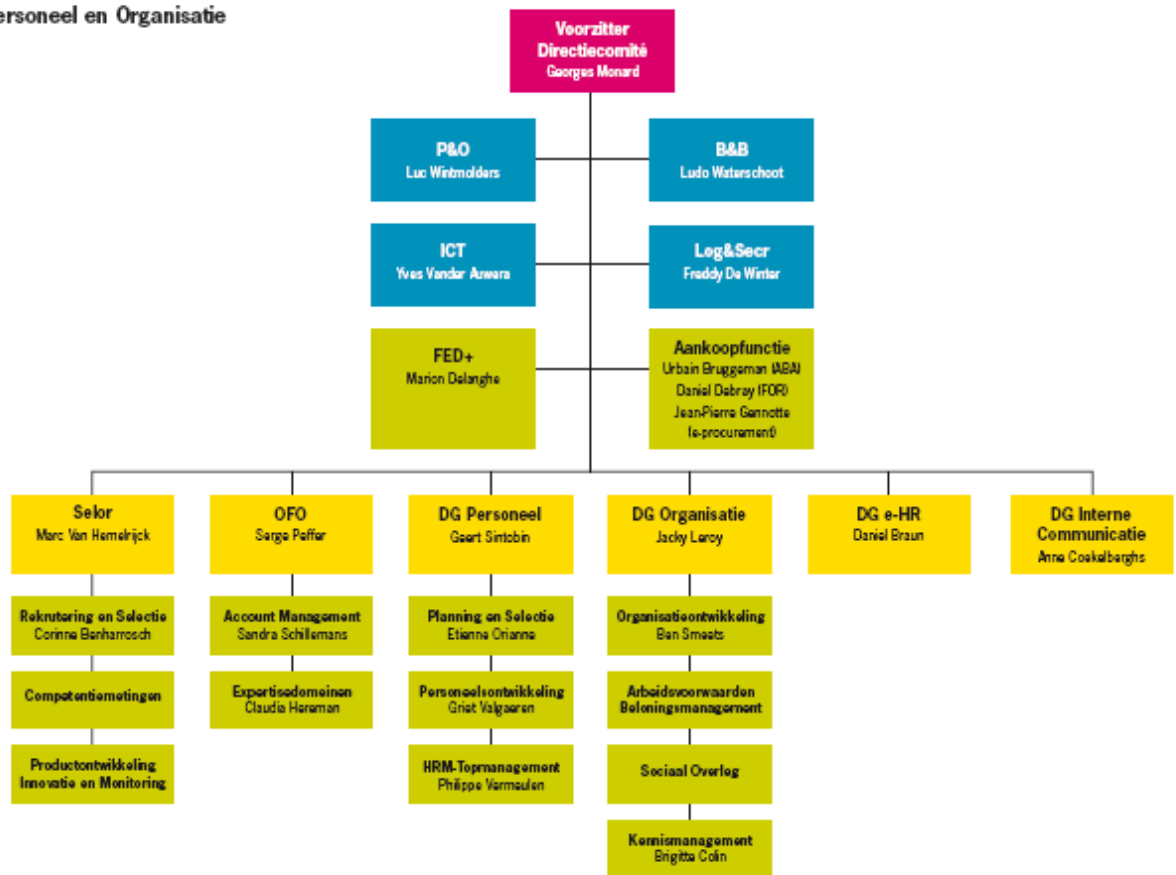 ersoneel en Organisatie
Voorzitter
Directiecomité
Georges Monard
P&O
Luc Wintmolders
B&B
Ludo Waterschoot
ICT
Yves Vander Auwera
Log&Secr
Freddy De Winter
FED+
Marion Delanghe
Aankoopfunctie
Urbain Bruggeman (ABA)
Daniel Debray (FOR)
Jean-Pierre Gennotte
(e-procurement)
Selor
Marc Van Hemelrijck
OFO
Serge Peffer
DG Personeel
Geert Sintobin
DG Organisatie
Jacky Leroy
DG e-HR
Daniel Braun
DG Interne
Communicatie
Anne Coekelberghs
Rekrutering en Selectie
Corinne Benharrosch
Account Management
Sandra Schillemans
Planning en Selectie
Etienne Orianne
Organisatieontwikkeling
Ben Smeets
Competentiemetingen
Expertisedomeinen
Claudia Hereman
Personeelsontwikkeling
Griet Valgaeren
Arbeidsvoorwaarden
Beloningsmanagement
Productontwikkeling
Innovatie en Monitoring
HRM-Topmanagement
Philippe Vermeulen
Sociaal Overleg
Kennismanagement
Brigitte Colin